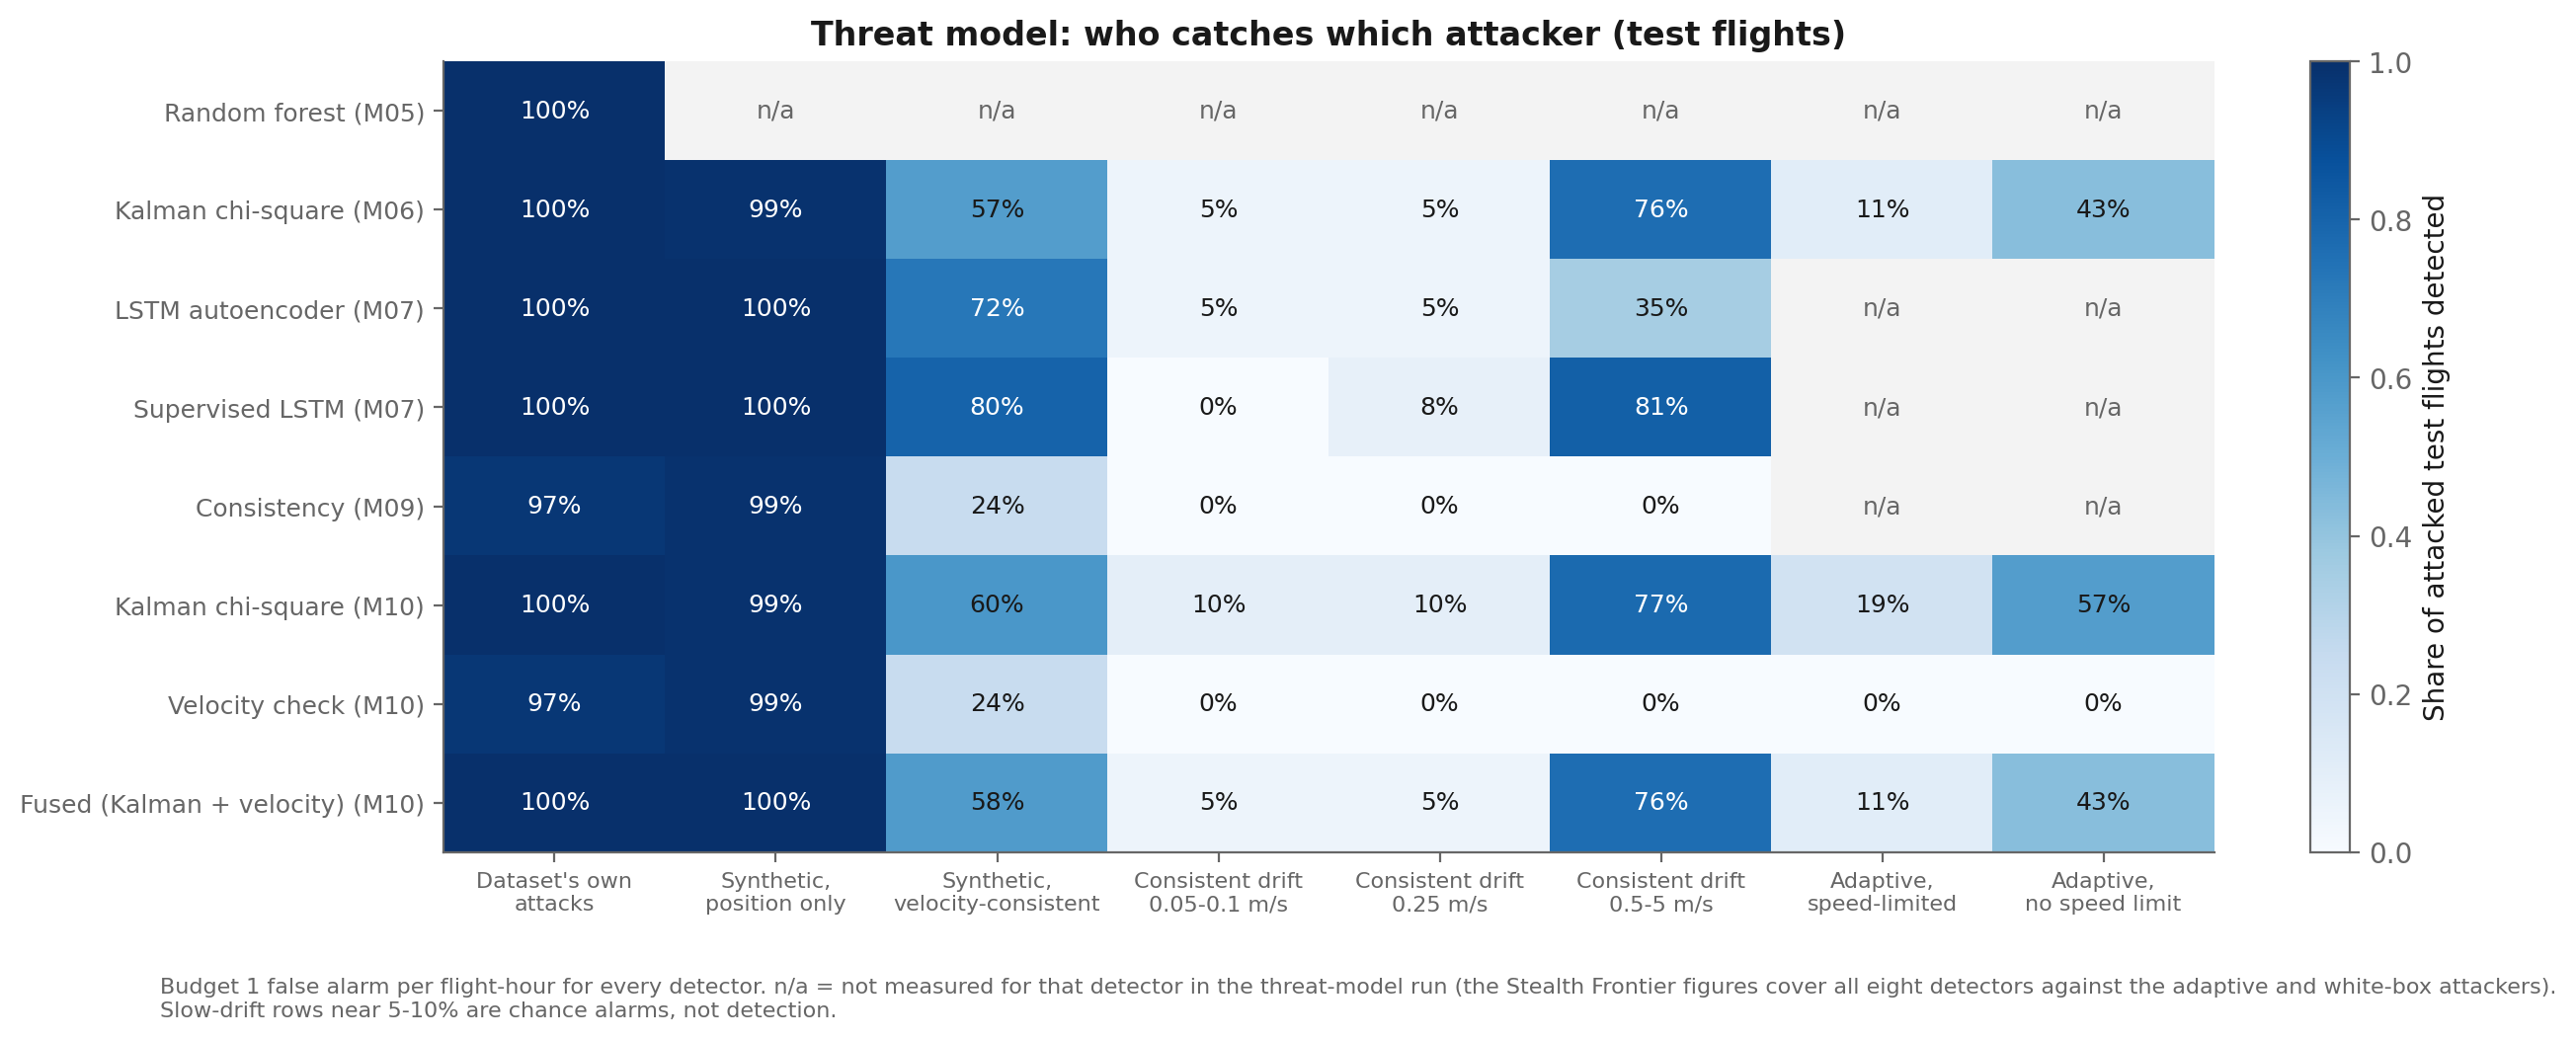 Threat model: who catches which attacker (test flights)
Random forest (M05) 100% n/a n/a n/a n/a n/a n/a n/a
Kalman chi-square (M06) 100% 99% 57% 5% 5% 76% 11% 43%
LSTM autoencoder (M07) 100% 100% 72% 5% 5% 35% n/a n/a
Supervised LSTM (M07) 100% 100% 80% 0% 8% 81% n/a n/a
Consistency (M09) 97% 99% 24% 0% 0% 0% n/a n/a
Kalman chi-square (M10) 100% 99% 60% 10% 10% 77% 19% 57%
Velocity check (M10) 97% 99% 24% 0% 0% 0% 0% 0%
Fused (Kalman + velocity) (M10) 100% 100% 58% 5% 5% 76% 11% 43%
Dataset's own
attacks
Synthetic,
position only
Synthetic,
velocity-consistent
Consistent drift
0.05-0.1 m/s
Consistent drift
0.25 m/s
Consistent drift
0.5-5 m/s
Adaptive,
speed-limited
Adaptive,
no speed limit
1.0
0.8
0.6
0.4
0.2
0.0
Share of attacked test flights detected
Budget 1 false alarm per flight-hour for every detector. n/a = not measured for that detector in the threat-model run (the Stealth Frontier figures cover all eight detectors against the adaptive and white-box attackers).
Slow-drift rows near 5-10% are chance alarms, not detection.